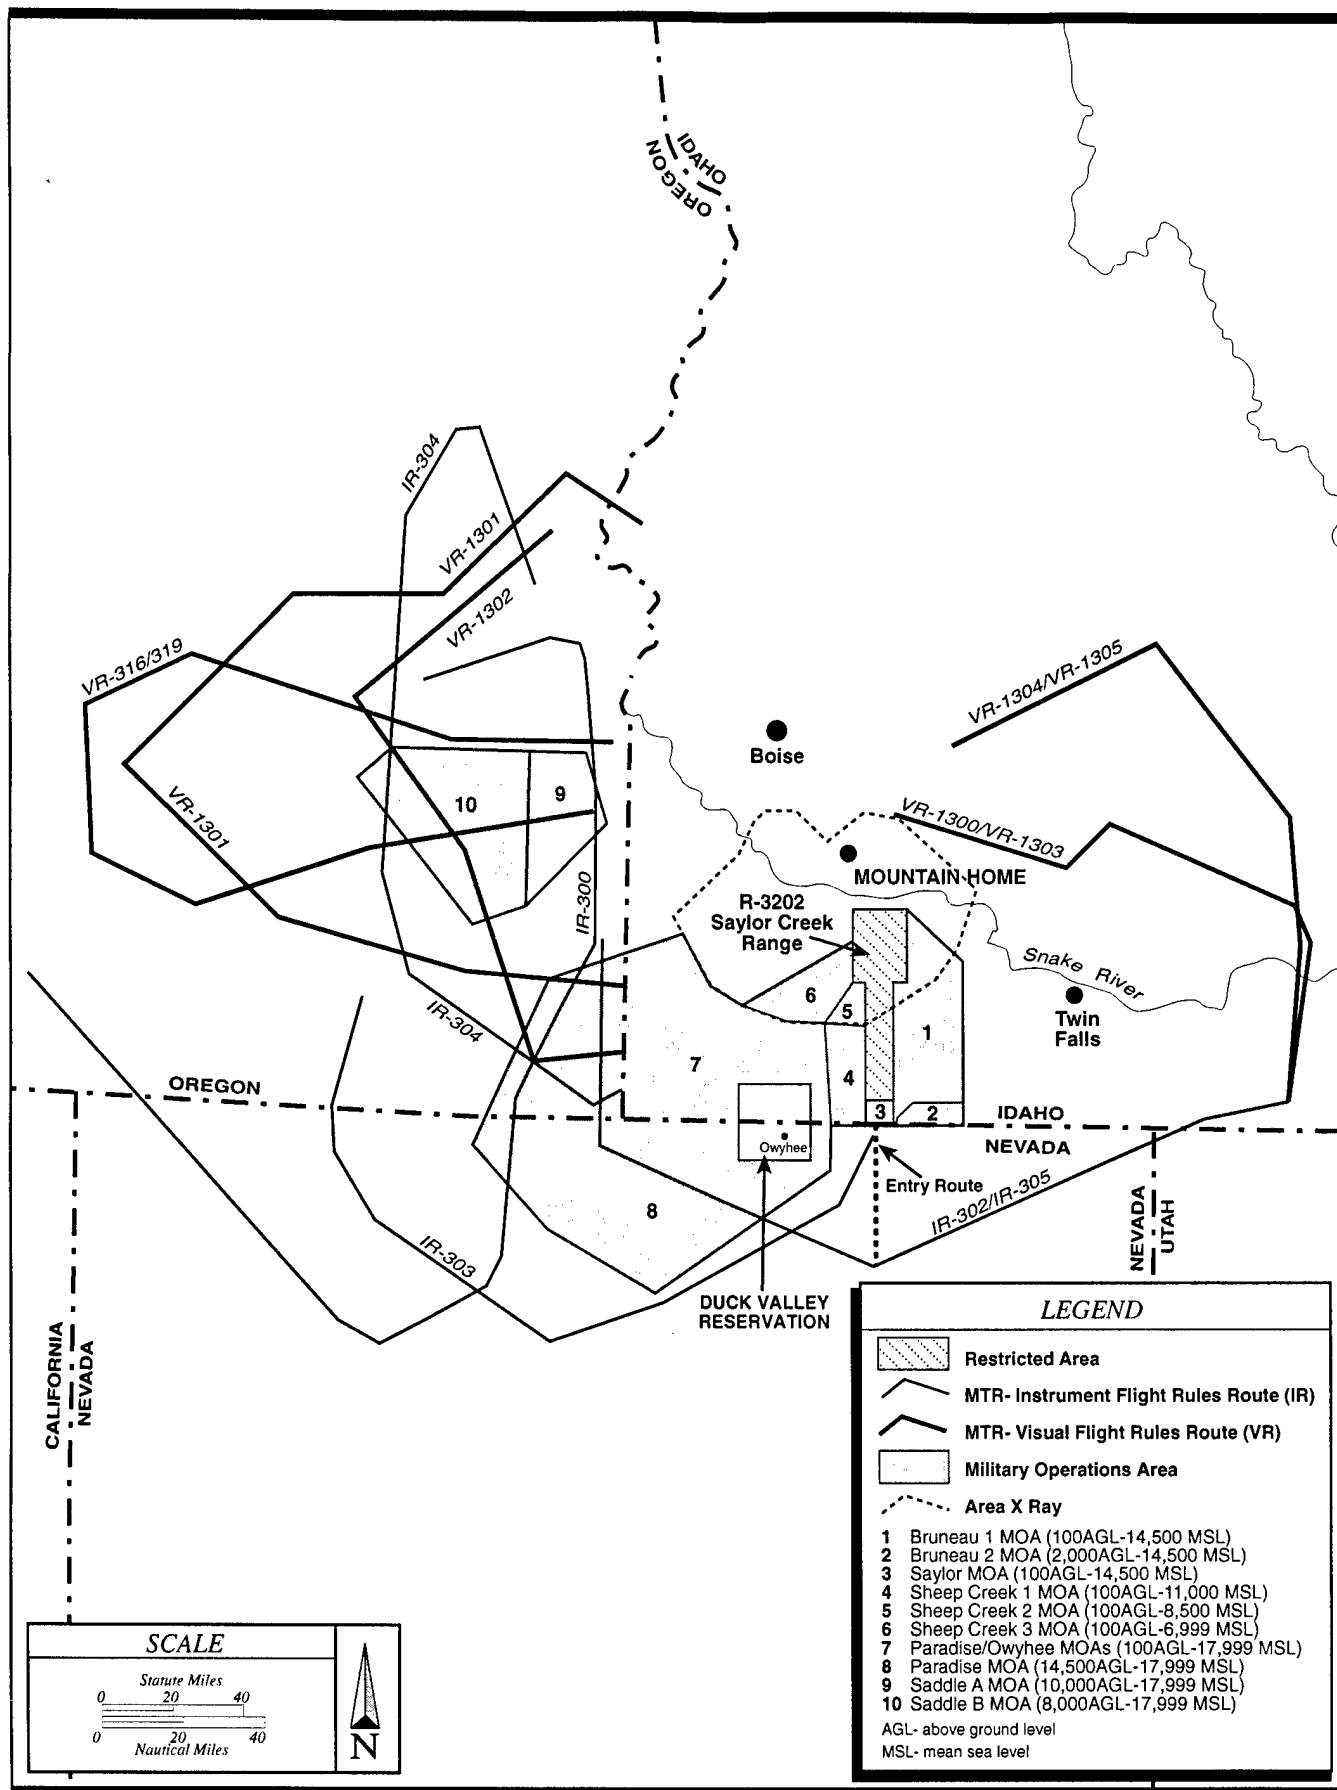 IDAHO
OREGON
IR-304
VR-1301
VR-1302
VR-316/319
VR-1304/VR-1305
Boise
10
9
VR-1301
VR-1300/VR-1303
MOUNTAIN HOME
IR-300
R-3202
Saylor Creek
Range
Snake River
6
5
1
Twin
Falls
IR-304
7
4
OREGON
3
2
IDAHO
NEVADA
Owyhee
Entry Route
8
IR-302/IR-305
NEVADA
UTAH
IR-303
DUCK VALLEY
RESERVATION
CALIFORNIA
NEVADA
LEGEND
Restricted Area
MTR- Instrument Flight Rules Route (IR)
MTR- Visual Flight Rules Route (VR)
Military Operations Area
Area X Ray
1 Bruneau 1 MOA (100AGL-14,500 MSL)
2 Bruneau 2 MOA (2,000AGL-14,500 MSL)
3 Saylor MOA (100AGL-14,500 MSL)
4 Sheep Creek 1 MOA (100AGL-11,000 MSL)
5 Sheep Creek 2 MOA (100AGL-8,500 MSL)
6 Sheep Creek 3 MOA (100AGL-6,999 MSL)
7 Paradise/Owyhee MOAs (100AGL-17,999 MSL)
8 Paradise MOA (14,500AGL-17,999 MSL)
9 Saddle A MOA (10,000AGL-17,999 MSL)
10 Saddle B MOA (8,000AGL-17,999 MSL)
AGL- above ground level
MSL- mean sea level
SCALE
Statute Miles
0 20 40
0 20 40
Nautical Miles
N